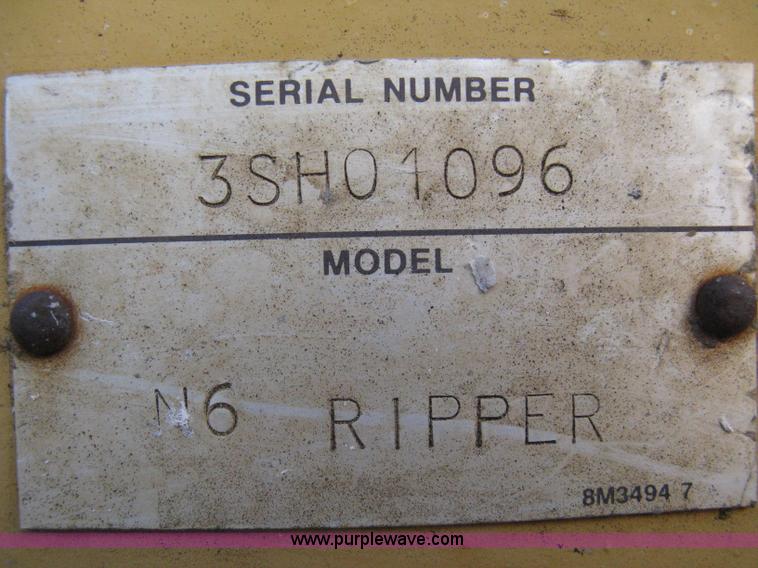 SERIAL NUMBER
3SH01096
MODEL
N6 RIPPER
8M3494 7
www.purplewave.com